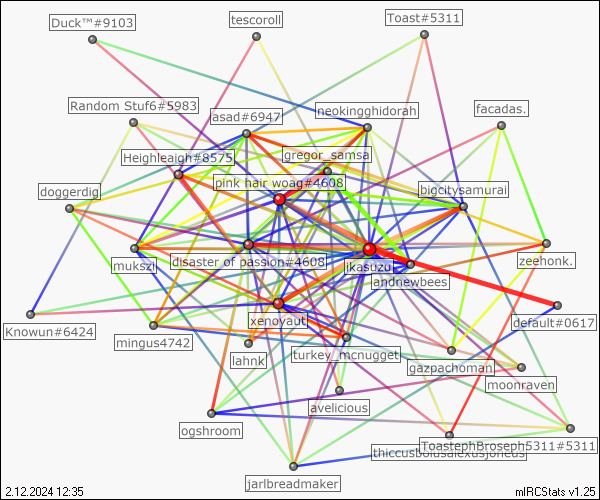 Duck™#9103
tescoroll
Toast#5311
Random Stuf6#5983
asad#6947
neokingghidorah
facadas.
gregor_samsa
Heighleaigh#8575
pink hair woag#4608
bigcitysamurai
doggerdig
mukszi
disaster of passion#4608
ikasuzu
zeehonk.
andnewbees
xenoyaut
default#0617
Knowun#6424
mingus4742
lahnk
turkey_mcnugget
gazpachoman
moonraven
avelicious
ogshroom
ToastephBroseph5311#5311
jarlbreadmaker
2.12.2024 12:35
mIRCStats v1.25